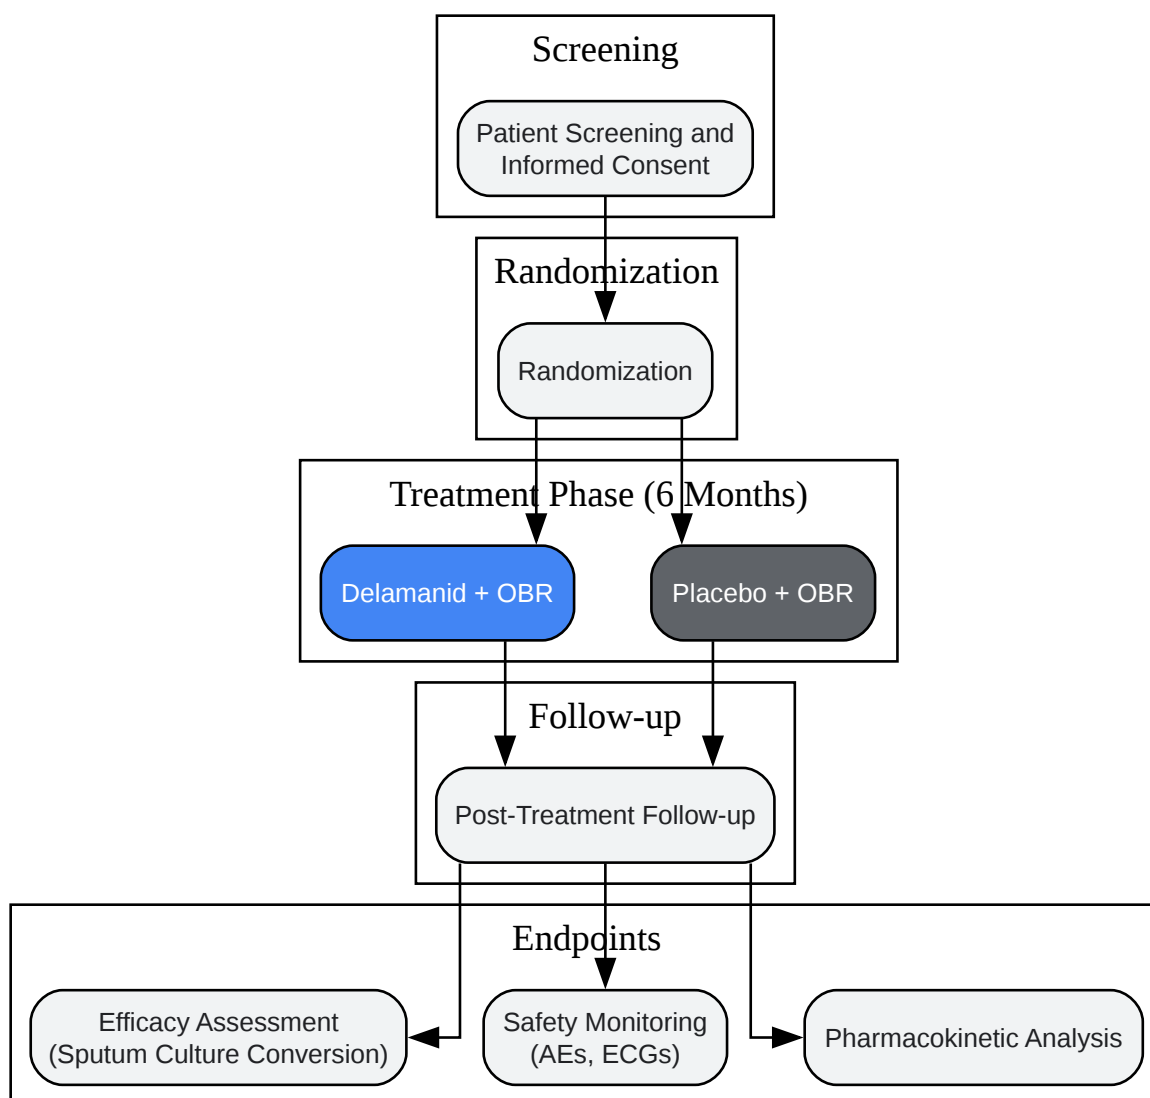 Screening
Patient Screening and
Informed Consent
Randomization
Randomization
Treatment Phase (6 Months)
Delamanid + OBR
Placebo + OBR
Follow-up
Post-Treatment Follow-up
Endpoints
Efficacy Assessment
(Sputum Culture Conversion)
Safety Monitoring
(AEs, ECGs)
Pharmacokinetic Analysis